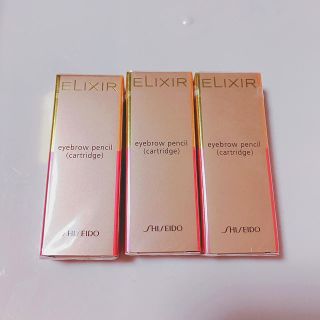 ELIXIR
eyebrow pencil
(cartridge)
SHISEIDO
ELIXIR
eyebrow pencil
(cartridge)
SHISEIDO
ELIXIR
eyebrow pencil
(cartridge)
SHISEIDO